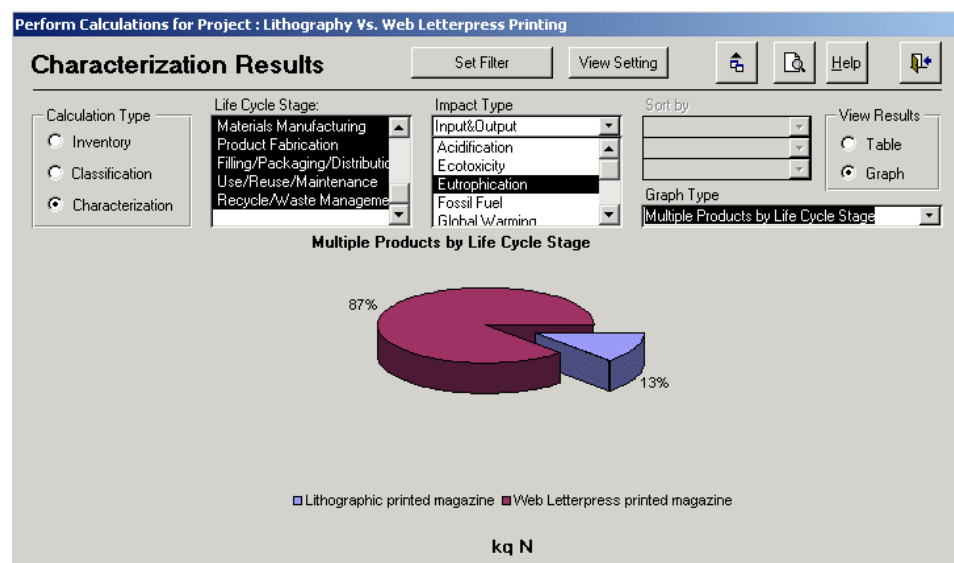 Perform Calculations for Project : Lithography Vs. Web Letterpress Printing
Characterization Results
Set Filter
View Setting
Help
Calculation Type
Inventory
Classification
Characterization
Life Cycle Stage:
Materials Manufacturing
Product Fabrication
Filling/Packaging/Distributio
Use/Reuse/Maintenance
Recycle/Waste Manageme
Impact Type
Input&Output
Acidification
Ecotoxicity
Eutrophication
Fossil Fuel
Global Warming
Sort by
Graph Type
Multiple Products by Life Cycle Stage
View Results
Table
Graph
Multiple Products by Life Cycle Stage
87%
13%
Lithographic printed magazine Web Letterpress printed magazine
kg N